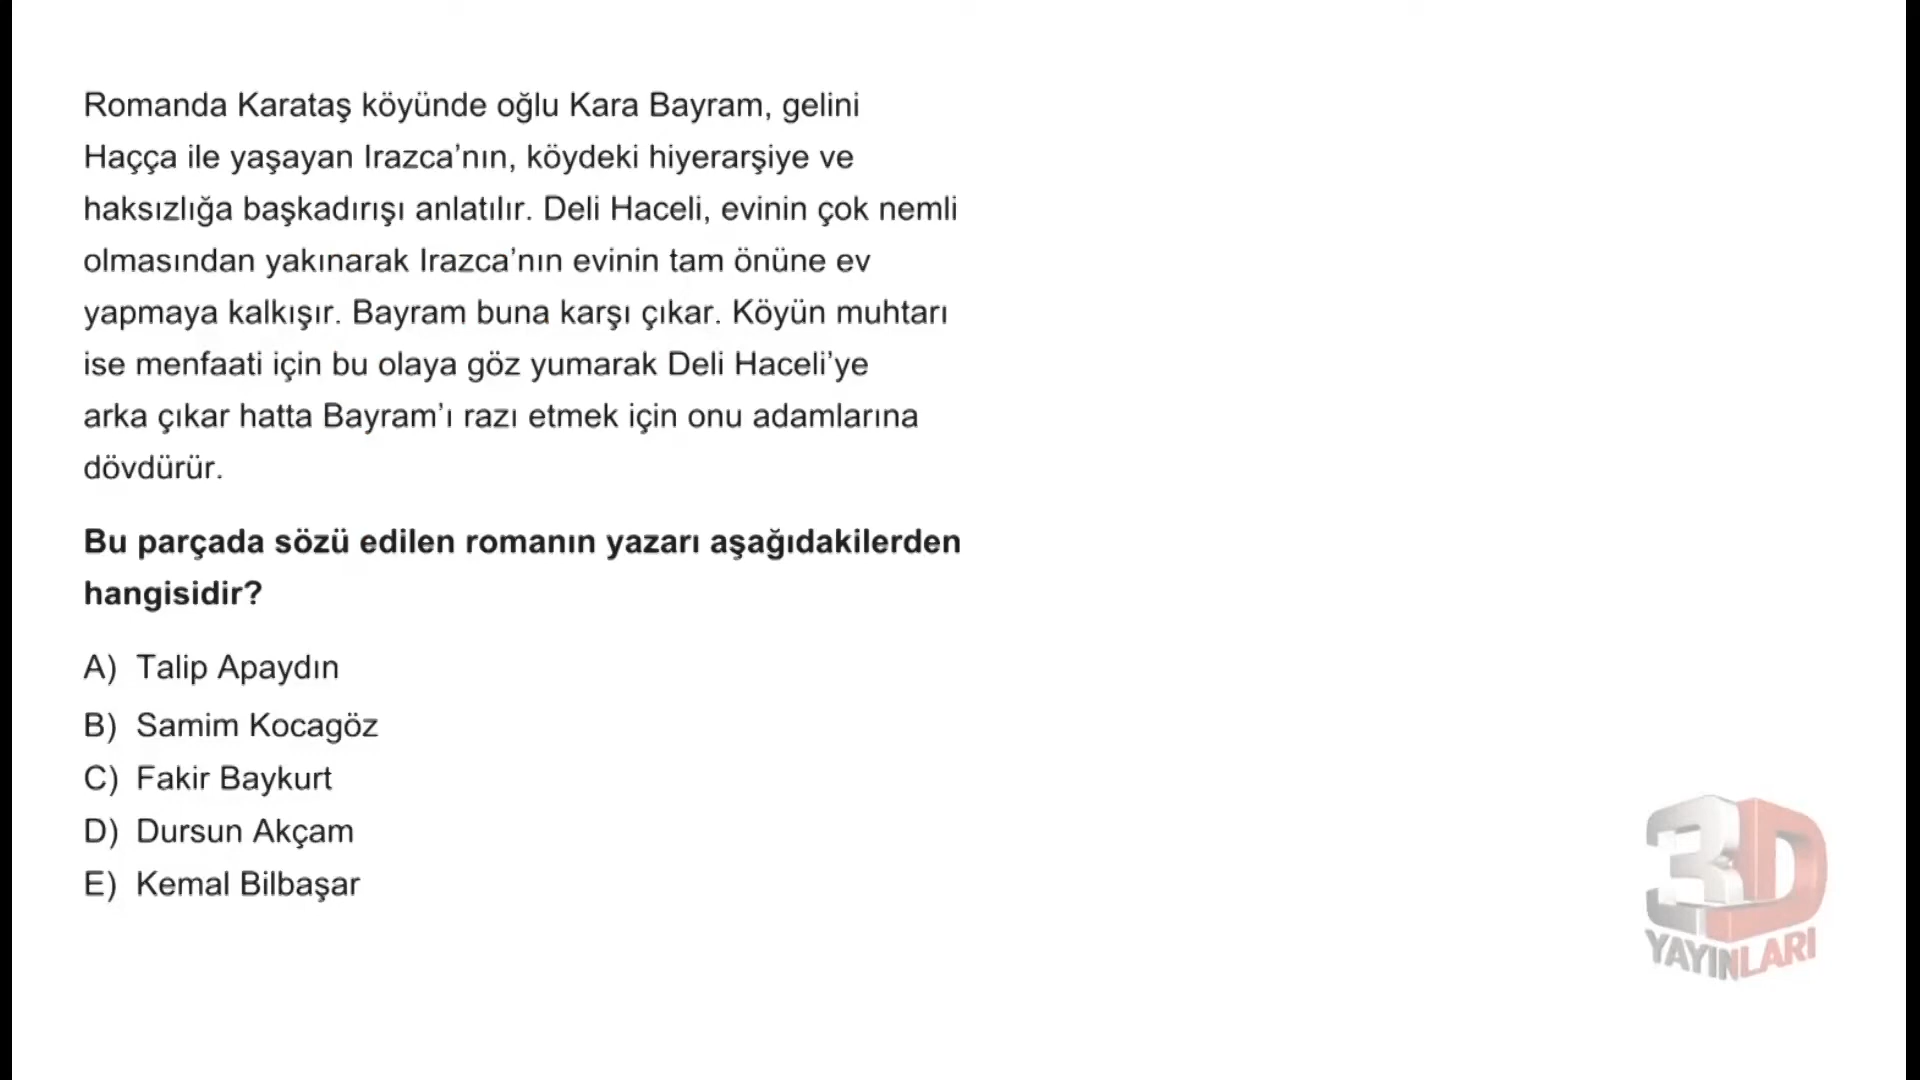 Romanda Karataş köyünde oğlu Kara Bayram, gelini
Haçça ile yaşayan Irazca’nın, köydeki hiyerarşiye ve
haksızlığa başkadırışı anlatılır. Deli Haceli, evinin çok nemli
olmasından yakınarak Irazca’nın evinin tam önüne ev
yapmaya kalkışır. Bayram buna karşı çıkar. Köyün muhtarı
ise menfaati için bu olaya göz yumarak Deli Haceli’ye
arka çıkar hatta Bayram’ı razı etmek için onu adamlarına
dövdürür.
Bu parçada sözü edilen romanın yazarı aşağıdakilerden
hangisidir?
A) Talip Apaydın
B) Samim Kocagöz
C) Fakir Baykurt
D) Dursun Akçam
E) Kemal Bilbaşar
3D
YAYINLARI